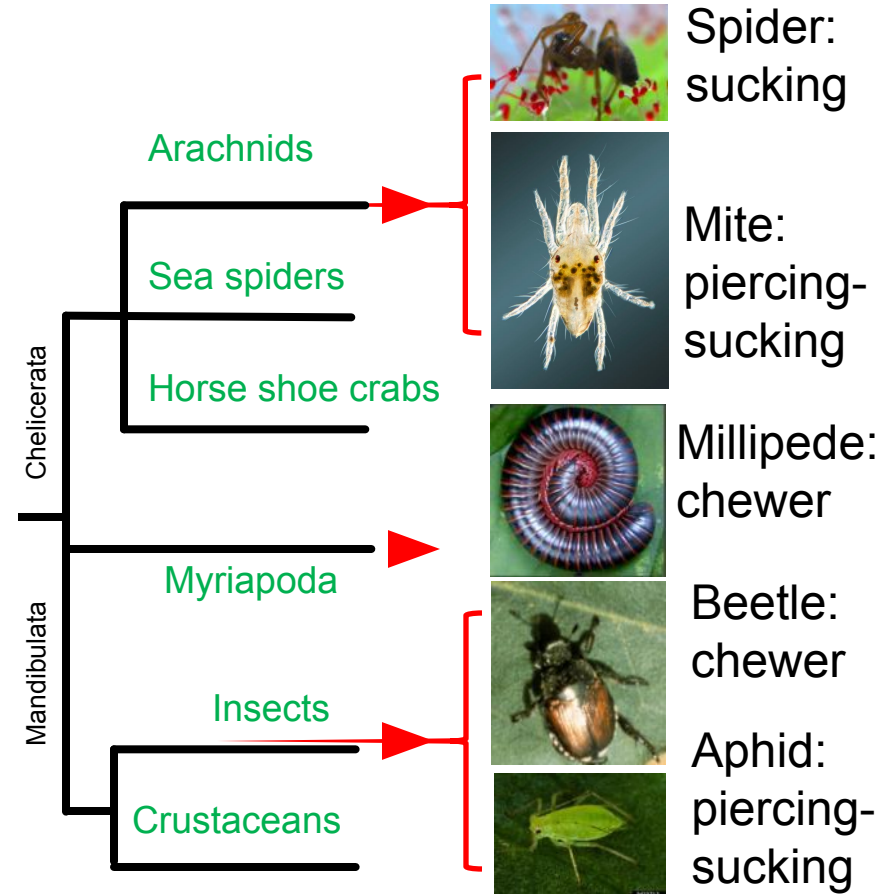 Spider:
sucking
Arachnids
Mite:
piercing-
sucking
Sea spiders
Horse shoe crabs
Chelicerata
Millipede:
chewer
Myriapoda
Mandibulata
Beetle:
chewer
Insects
Aphid:
piercing-
sucking
Crustaceans